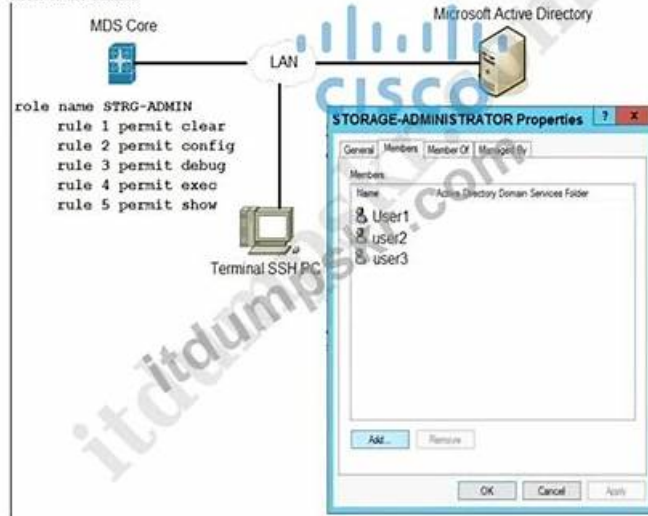 MDS Core
Microsoft Active Directory
LAN
CISCO
role name STRG-ADMIN
rule 1 permit clear
rule 2 permit config
rule 3 permit debug
rule 4 permit exec
rule 5 permit show
Terminal SSH PC
STORAGE-ADMINISTRATOR Properties
? X
General Members Member Of Managed By
Members
Name Active Directory Domain Services Folder
User1
user2
user3
Add... Remove
OK Cancel Apply
itdumpskr.com